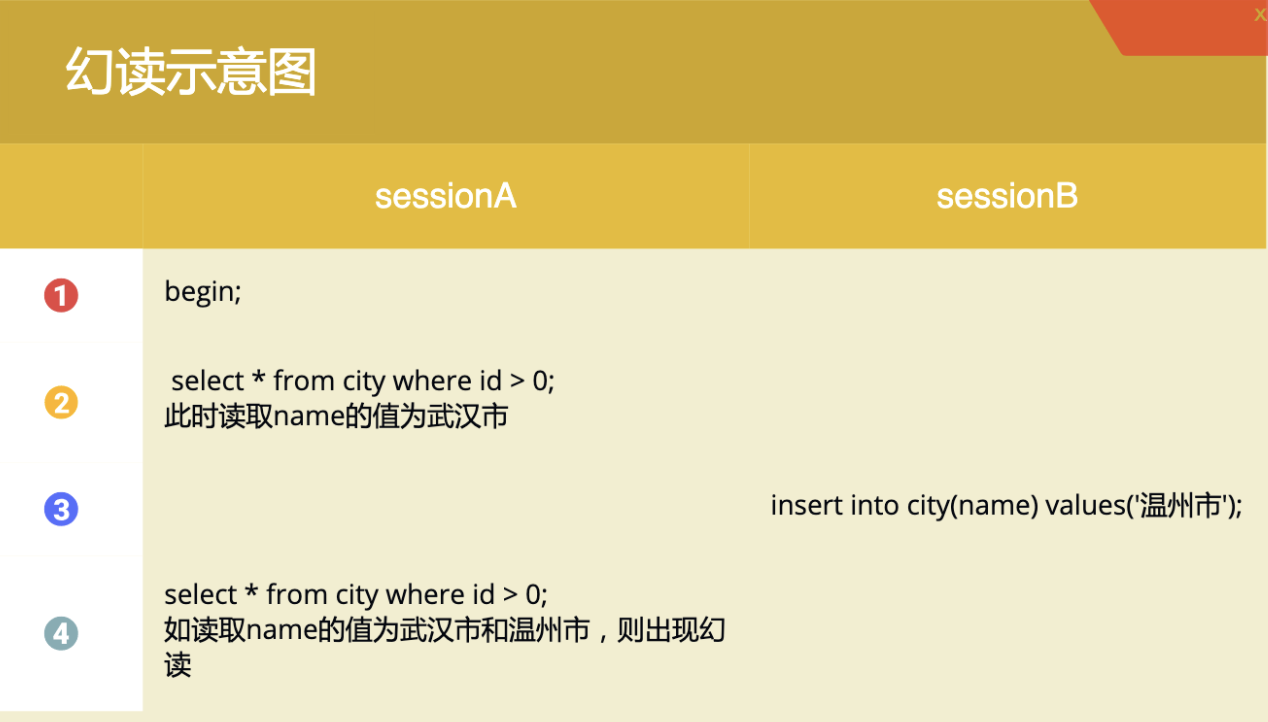 X
幻读示意图
sessionA
sessionB
1
begin;
2
select * from city where id > 0;
此时读取name的值为武汉市
3
insert into city(name) values('温州市');
4
select * from city where id > 0;
如读取name的值为武汉市和温州市，则出现幻
读